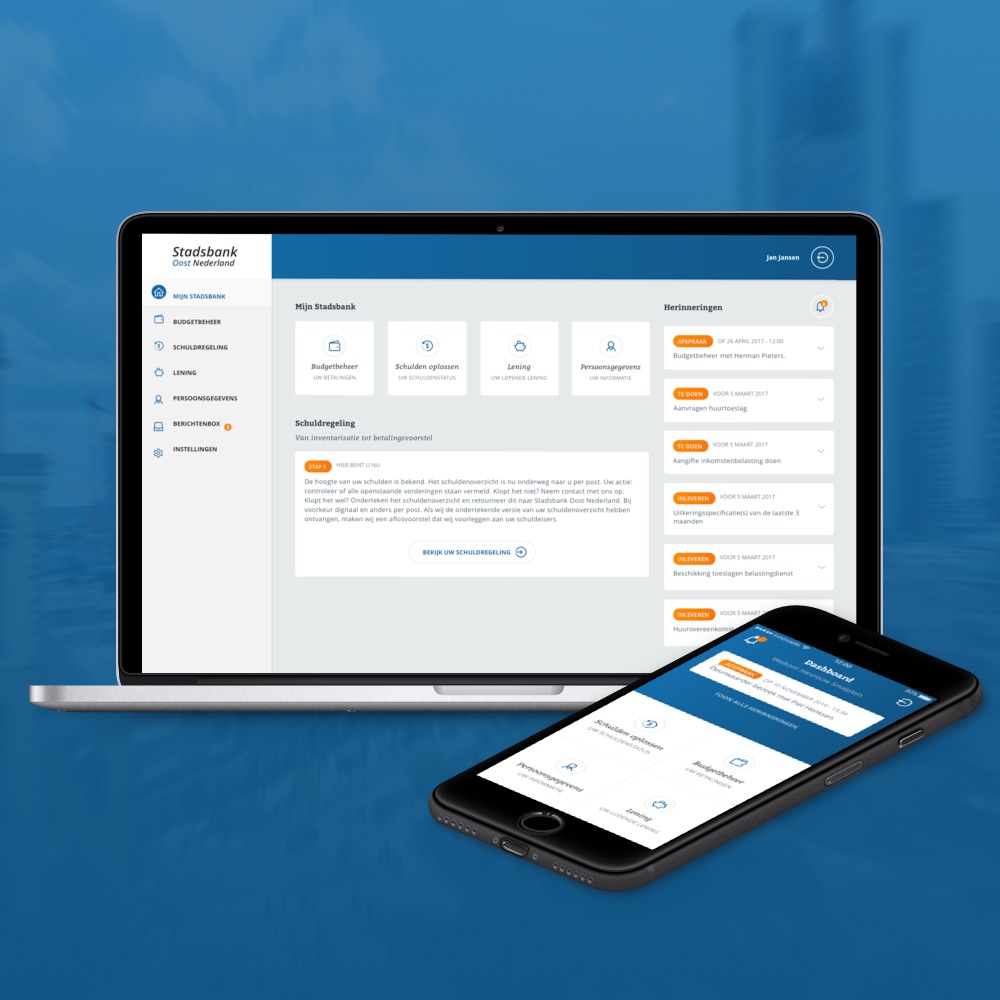 Stadsbank
Oost Nederland
Jan Jansen
MIJN STADSBANK
BUDGETBEHEER
SCHULDREGELING
LENING
PERSOONSGEGEVENS
BERICHTENBOX
INSTELLINGEN
Mijn Stadsbank
Budgetbeheer
UW BETALINGEN
Schulden oplossen
UW SCHULDENSTATUS
Lening
UW LOPENDE LENING
Persoonsgegevens
UW INFORMATIE
Schuldregeling
Van inventarisatie tot betalingsvoorstel
STAP 5 HIER BENT U NU
De hoogte van uw schulden is bekend. Het schuldenoverzicht is nu onderweg naar u per post. Uw actie:
controleer of alle openstaande vorderingen staan vermeld. Klopt het niet? Neem contact met ons op.
Klopt het wel? Onderteken het schuldenoverzicht en retourneer dit naar Stadsbank Oost Nederland. Bij
voorkeur digitaal en anders per post. Als wij de ondertekende versie van uw schuldenoverzicht hebben
ontvangen, maken wij een aflosvoorstel dat wij voorleggen aan uw schuldeisers.
BEKIJK UW SCHULDREGELING
Herinneringen
AFSPRAAK OP 26 APRIL 2017 - 12:00
Budgetbeheer met Herman Pieters.
TE DOEN VOOR 5 MAART 2017
Aanvragen huurtoeslag
TE DOEN VOOR 5 MAART 2017
Aangifte inkomstenbelasting doen
INLEVEREN VOOR 5 MAART 2017
Uitkeringsspecificatie(s) van de laatste 3
maanden
INLEVEREN VOOR 5 MAART 2017
Beschikking toeslagen belastingdienst
INLEVEREN VOOR 5 MAART
Huurovereenkomst
12:00
80%
Dashboard
Welkom mevrouw Smulplein
AFSPRAAK OP 10 NOVEMBER 2016 - 13.34
Deurwaarder bezoek met Piet Henksen
TOON ALLE HERINNERINGEN
Schulden oplossen
UW SCHULDENSTATUS
Budgetbeheer
UW BETALINGEN
Persoonsgegevens
UW INFORMATIE
Lening
UW LOPENDE LENING